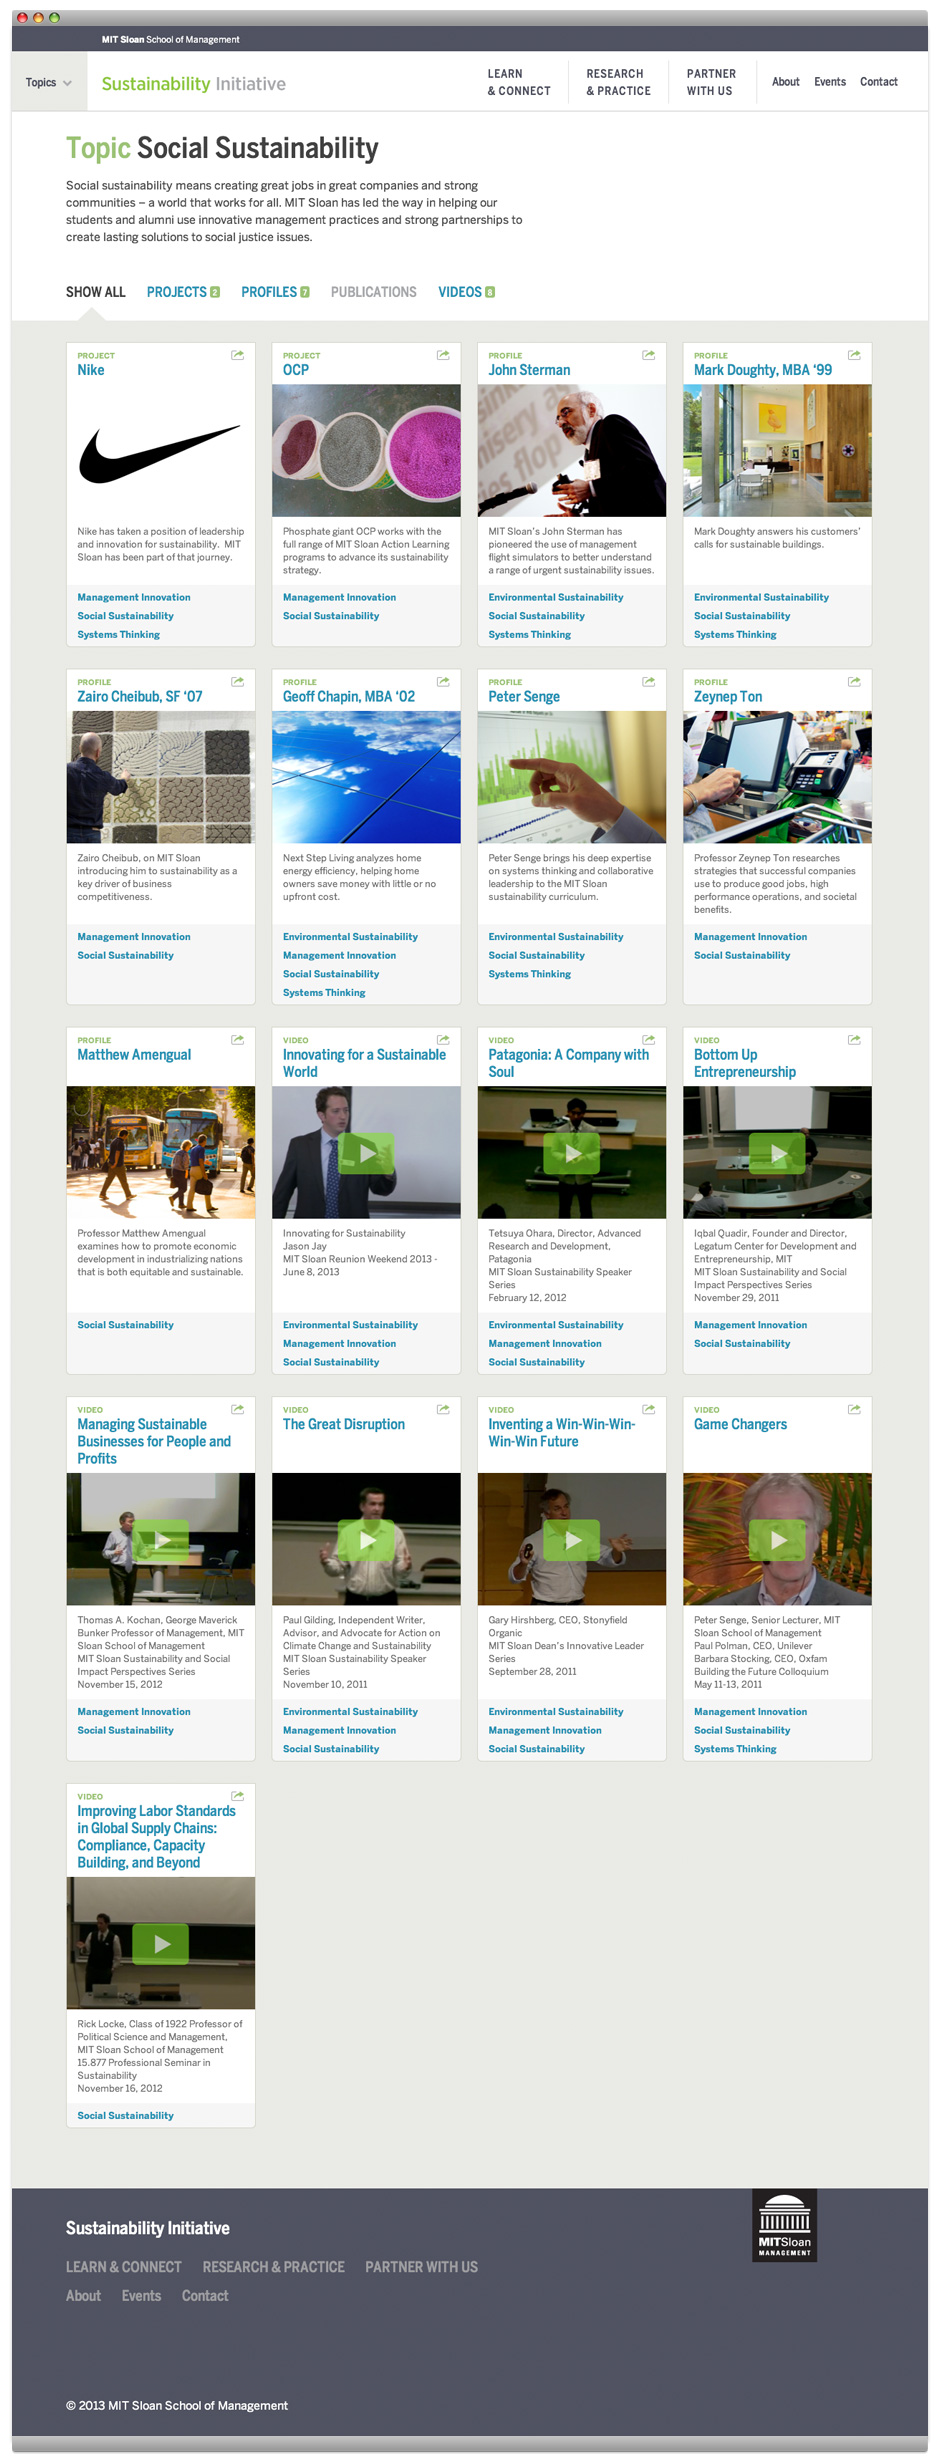 MIT Sloan School of Management
Topics
Sustainability Initiative
LEARN
& CONNECT
RESEARCH
& PRACTICE
PARTNER
WITH US
About
Events
Contact
Topic Social Sustainability
Social sustainability means creating great jobs in great companies and strong
communities – a world that works for all. MIT Sloan has led the way in helping our
students and alumni use innovative management practices and strong partnerships to
create lasting solutions to social justice issues.
SHOW ALL
PROJECTS 2
PROFILES 7
PUBLICATIONS
VIDEOS 8
PROJECT
Nike
Nike has taken a position of leadership
and innovation for sustainability. MIT
Sloan has been part of that journey.
Management Innovation
Social Sustainability
Systems Thinking
PROJECT
OCP
Phosphate giant OCP works with the
full range of MIT Sloan Action Learning
programs to advance its sustainability
strategy.
Management Innovation
Social Sustainability
PROFILE
John Sterman
MIT Sloan's John Sterman has
pioneered the use of management
flight simulators to better understand
a range of urgent sustainability issues.
Environmental Sustainability
Social Sustainability
Systems Thinking
PROFILE
Mark Doughty, MBA ‘99
Mark Doughty answers his customers’
calls for sustainable buildings.
Environmental Sustainability
Social Sustainability
Systems Thinking
PROFILE
Zairo Cheibub, SF ‘07
Zairo Cheibub, on MIT Sloan
introducing him to sustainability as a
key driver of business
competitiveness.
Management Innovation
Social Sustainability
PROFILE
Geoff Chapin, MBA ‘02
Next Step Living analyzes home
energy efficiency, helping home
owners save money with little or no
upfront cost.
Environmental Sustainability
Management Innovation
Social Sustainability
Systems Thinking
PROFILE
Peter Senge
Peter Senge brings his deep expertise
on systems thinking and collaborative
leadership to the MIT Sloan
sustainability curriculum.
Environmental Sustainability
Social Sustainability
Systems Thinking
PROFILE
Zeynep Ton
Professor Zeynep Ton researches
strategies that successful companies
use to produce good jobs, high
performance operations, and societal
benefits.
Management Innovation
Social Sustainability
PROFILE
Matthew Amengual
Professor Matthew Amengual
examines how to promote economic
development in industrializing nations
that is both equitable and sustainable.
Social Sustainability
VIDEO
Innovating for a Sustainable
World
Innovating for Sustainability
Jason Jay
MIT Sloan Reunion Weekend 2013 -
June 8, 2013
Environmental Sustainability
Management Innovation
Social Sustainability
VIDEO
Patagonia: A Company with
Soul
Tetsuya Ohara, Director, Advanced
Research and Development,
Patagonia
MIT Sloan Sustainability Speaker
Series
February 12, 2012
Environmental Sustainability
Management Innovation
Social Sustainability
VIDEO
Bottom Up
Entrepreneurship
Iqbal Quadir, Founder and Director,
Legatum Center for Development and
Entrepreneurship, MIT
MIT Sloan Sustainability and Social
Impact Perspectives Series
November 29, 2011
Management Innovation
Social Sustainability
VIDEO
Managing Sustainable
Businesses for People and
Profits
Thomas A. Kochan, George Maverick
Bunker Professor of Management, MIT
Sloan School of Management
MIT Sloan Sustainability and Social
Impact Perspectives Series
November 15, 2012
Management Innovation
Social Sustainability
VIDEO
The Great Disruption
Paul Gilding, Independent Writer,
Advisor, and Advocate for Action on
Climate Change and Sustainability
MIT Sloan Sustainability Speaker
Series
November 10, 2011
Environmental Sustainability
Management Innovation
Social Sustainability
VIDEO
Inventing a Win-Win-Win-
Win-Win Future
Gary Hirshberg, CEO, Stonyfield
Organic
MIT Sloan Dean's Innovative Leader
Series
September 28, 2011
Environmental Sustainability
Management Innovation
Social Sustainability
VIDEO
Game Changers
Peter Senge, Senior Lecturer, MIT
Sloan School of Management
Paul Polman, CEO, Unilever
Barbara Stocking, CEO, Oxfam
Building the Future Colloquium
May 11-13, 2011
Management Innovation
Social Sustainability
Systems Thinking
VIDEO
Improving Labor Standards
in Global Supply Chains:
Compliance, Capacity
Building, and Beyond
Rick Locke, Class of 1922 Professor of
Political Science and Management,
MIT Sloan School of Management
15.877 Professional Seminar in
Sustainability
November 16, 2012
Social Sustainability
Sustainability Initiative
LEARN & CONNECT
RESEARCH & PRACTICE
PARTNER WITH US
About
Events
Contact
MITSloan
MANAGEMENT
© 2013 MIT Sloan School of Management